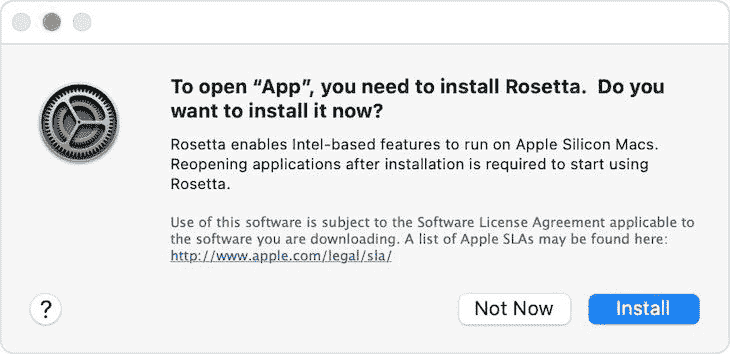 To open “App”, you need to install Rosetta. Do you
want to install it now?
Rosetta enables Intel-based features to run on Apple Silicon Macs.
Reopening applications after installation is required to start using
Rosetta.
Use of this software is subject to the Software License Agreement applicable to
the software you are downloading. A list of Apple SLAs may be found here:
http://www.apple.com/legal/sla/
? Not Now Install